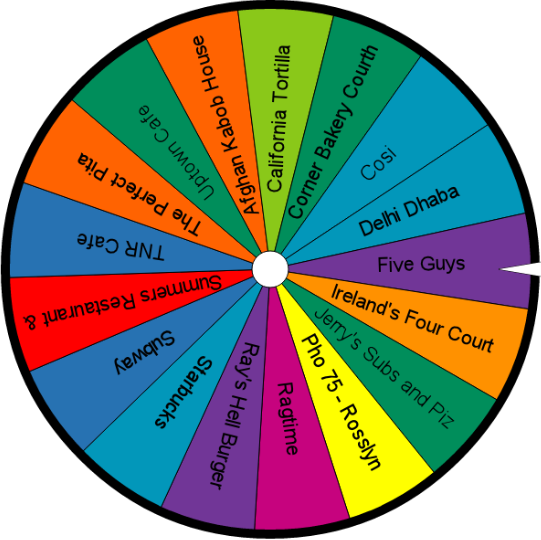 California Tortilla
Corner Bakery Courth
Cosi
Delhi Dhaba
Five Guys
Ireland's Four Court
Jerry's Subs and Piz
Pho 75 - Rosslyn
Ragtime
Ray's Hell Burger
Starbucks
Subway
Summers Restaurant &
TNR Cafe
The Perfect Pita
Uptown Cafe
Afghan Kabob House